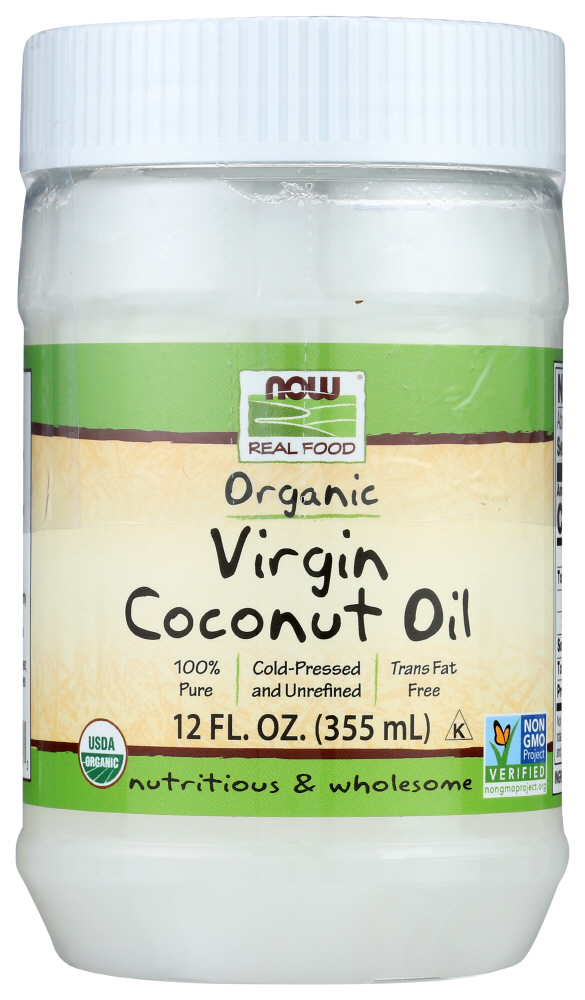 now®
REAL FOOD
Organic
Virgin
Coconut Oil
100% Pure
Cold-Pressed and Unrefined
Trans Fat Free
12 FL. OZ. (355 mL) K
USDA
ORGANIC
nutritious & wholesome
NON
GMO
Project
VERIFIED
nongmoproject.org